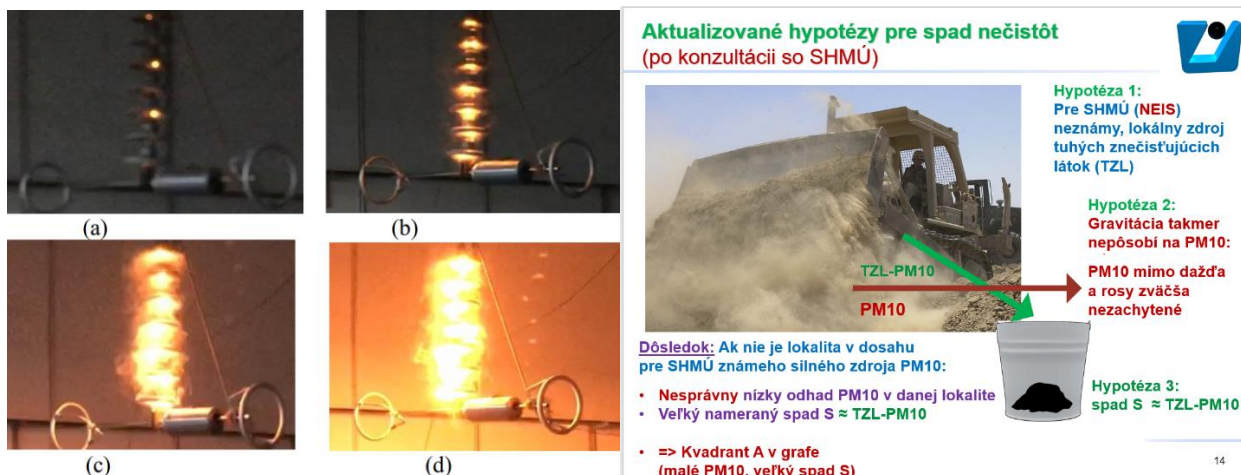 (a)
(b)
(c)
(d)
Aktualizované hypotézy pre spad nečistôt
(po konzultácii so SHMÚ)
Hypotéza 1:
Pre SHMÚ (NEIS)
neznámy, lokálny zdroj
tuhých znečisťujúcich
látok (TZL)
Hypotéza 2:
Gravitácia takmer
nepôsobí na PM10:
PM10 mimo dažďa
a rosy zväčša
nezachytené
TZL-PM10
PM10
Dôsledok: Ak nie je lokalita v dosahu
pre SHMÚ známeho silného zdroja PM10:
• Nesprávny nízky odhad PM10 v danej lokalite
• Veľký nameraný spad S ≈ TZL-PM10
• => Kvadrant A v grafe
(malé PM10, veľký spad S)
Hypotéza 3:
spad S ≈ TZL-PM10
14